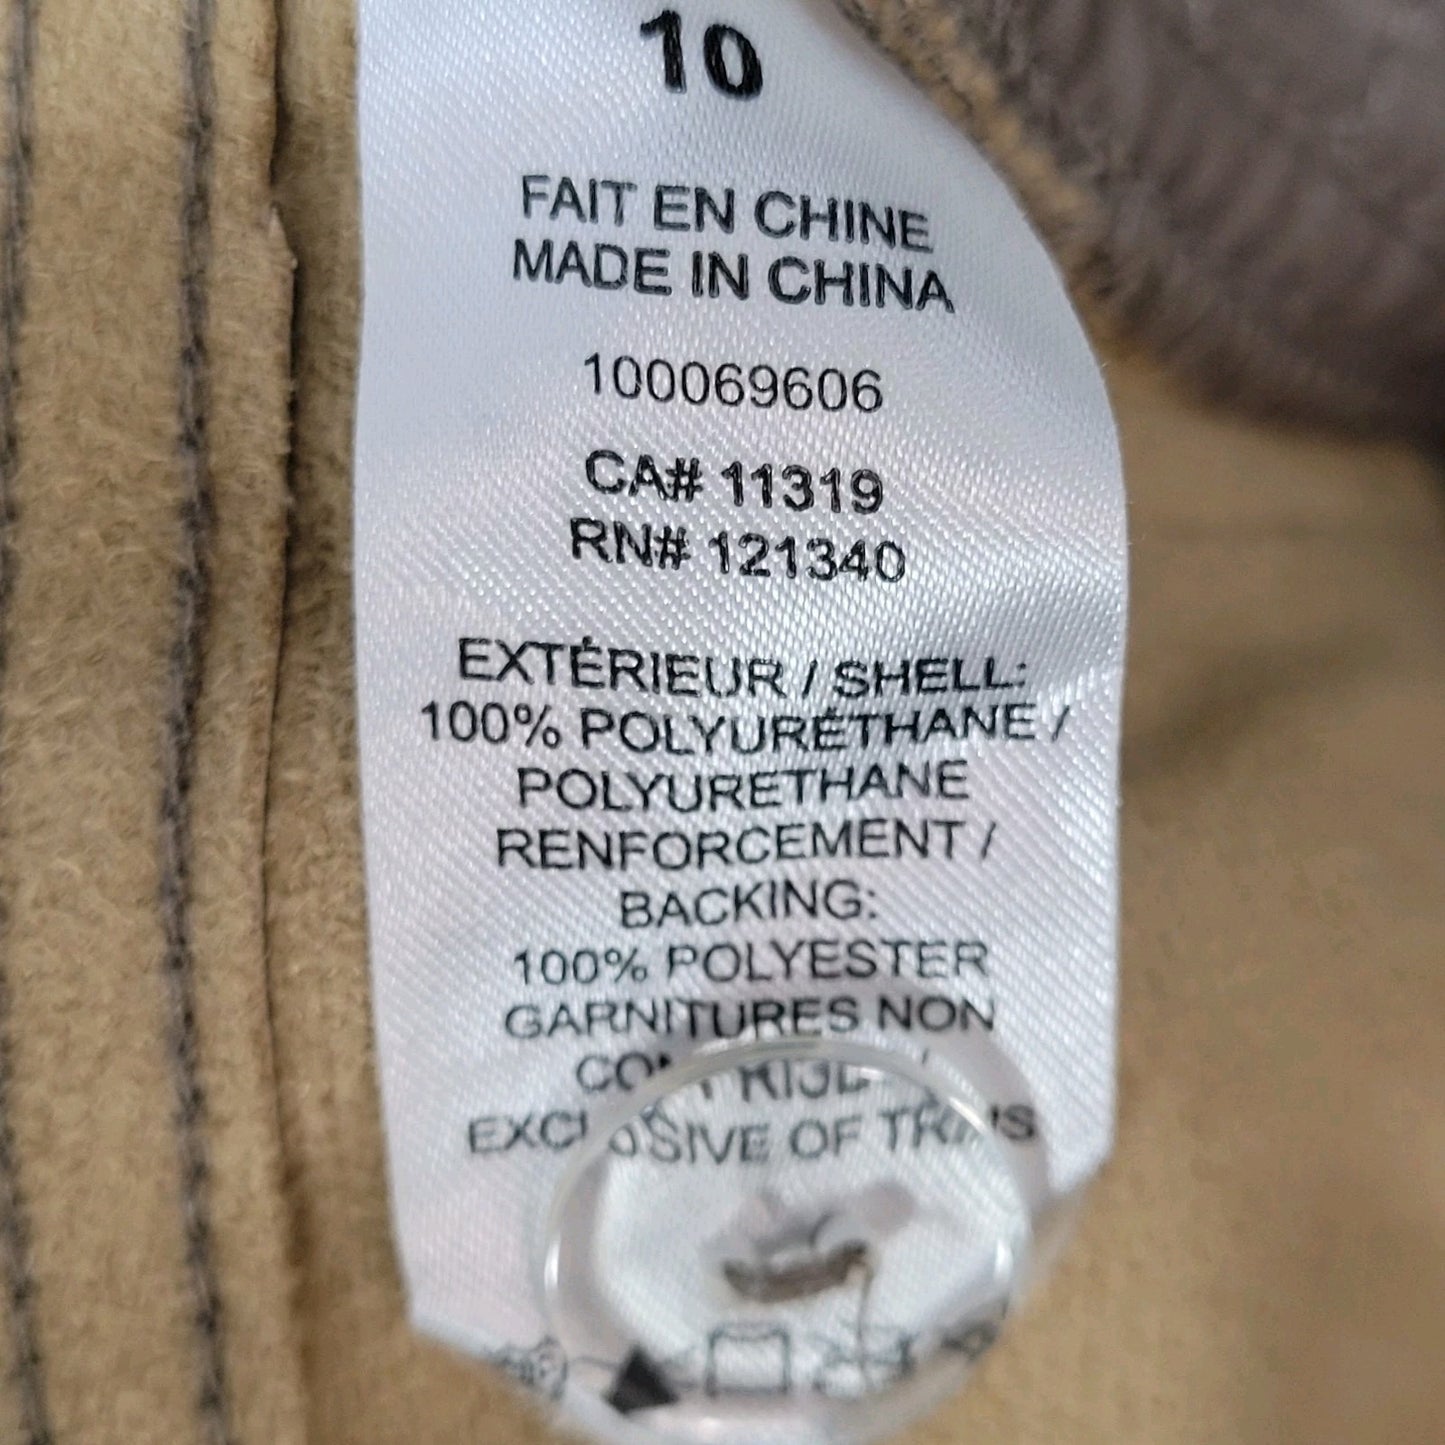 10
FAIT EN CHINE
MADE IN CHINA
100069606
CA# 11319
RN# 121340
EXTÉRIEUR / SHELL:
100% POLYURÉTHANE /
POLYURETHANE
RENFORCEMENT /
BACKING:
100% POLYESTER
GARNITURES NON
/
EXCLUSIVE OF TRIMS